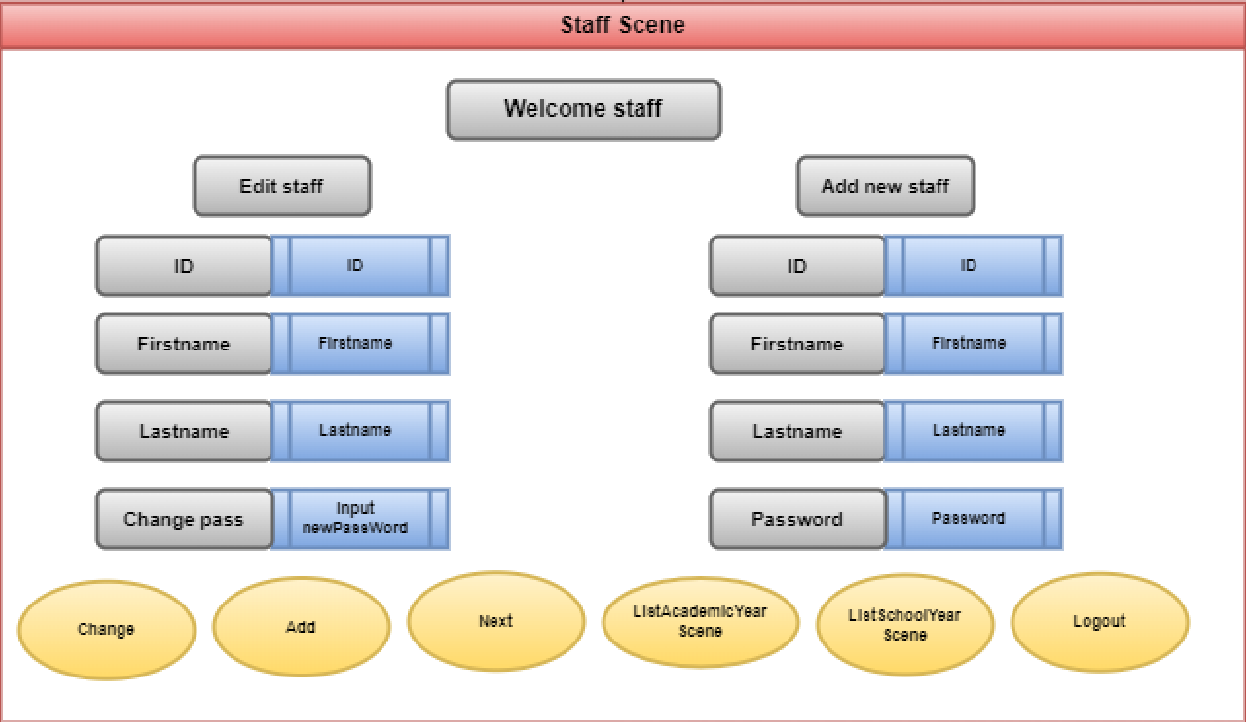 Staff Scene
Welcome staff
Edit staff
Add new staff
ID
ID
ID
ID
Firstname
Firstname
Firstname
Firstname
Lastname
Lastname
Lastname
Lastname
Change pass
Input
newPassWord
Password
Password
Change
Add
Next
ListAcademicYear
Scene
ListSchoolYear
Scene
Logout